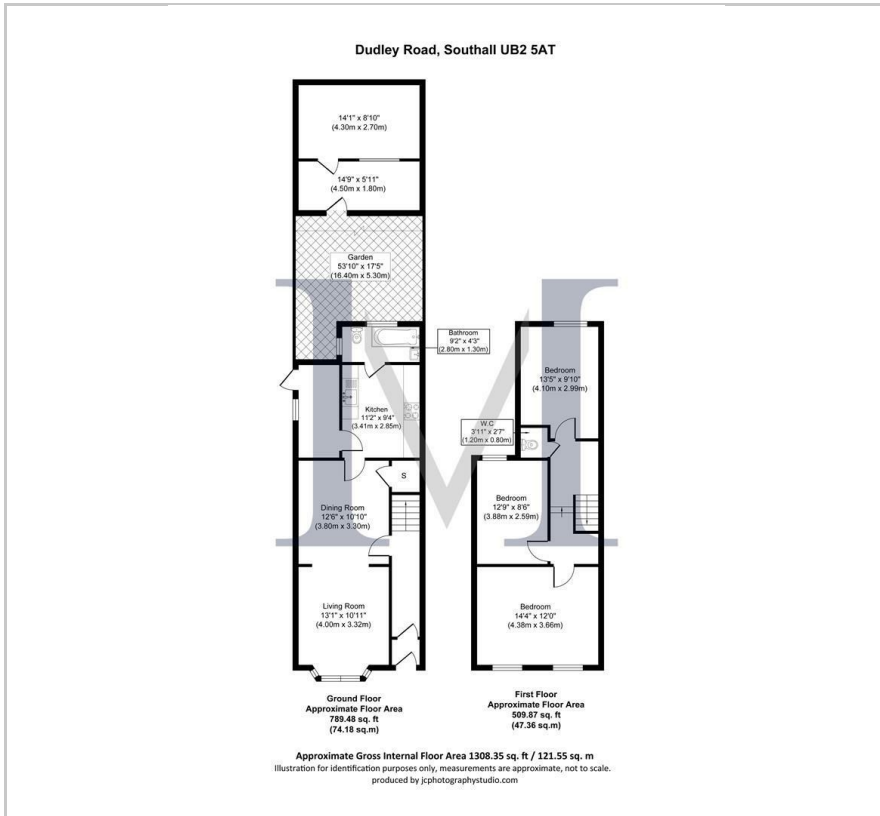 Dudley Road, Southall UB2 5AT
14'1" x 8'10"
(4.30m x 2.70m)
14'9" x 5'11"
(4.50m x 1.80m)
Garden
53'10" x 17'5"
(16.40m x 5.30m)
Bathroom
9'2" x 4'3"
(2.80m x 1.30m)
Kitchen
11'2" x 9'4"
(3.41m x 2.85m)
S
Dining Room
12'6" x 10'10"
(3.80m x 3.30m)
Living Room
13'1" x 10'11"
(4.00m x 3.32m)
Ground Floor
Approximate Floor Area
789.48 sq. ft
(74.18 sq.m)
Bedroom
13'5" x 9'10"
(4.10m x 2.99m)
W.C
3'11" x 2'7"
(1.20m x 0.80m)
Bedroom
12'9" x 8'6"
(3.88m x 2.59m)
Bedroom
14'4" x 12'0"
(4.38m x 3.66m)
First Floor
Approximate Floor Area
509.87 sq. ft
(47.36 sq.m)
IMI
Approximate Gross Internal Floor Area 1308.35 sq. ft / 121.55 sq. m
Illustration for identification purposes only, measurements are approximate, not to scale.
produced by jcphotographystudio.com